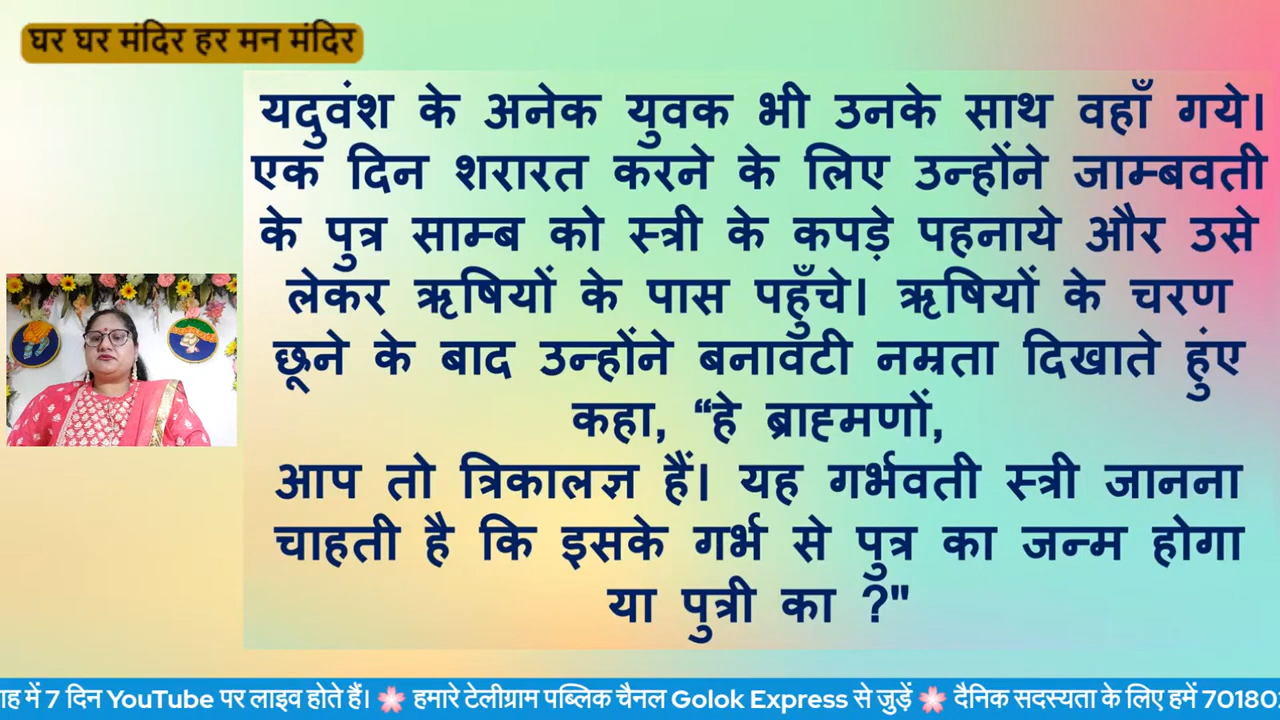 घर घर मंदिर हर मन मंदिर
यदुवंश के अनेक युवक भी उनके साथ वहाँ गये।
एक दिन शरारत करने के लिए उन्होंने जाम्बवती
के पुत्र साम्ब को स्त्री के कपड़े पहनाये और उसे
लेकर ऋषियों के पास पहुँचे। ऋषियों के चरण
छूने के बाद उन्होंने बनावटी नम्रता दिखाते हुंए
कहा, “हे ब्राह्मणों,
आप तो त्रिकालज्ञ हैं। यह गर्भवती स्त्री जानना
चाहती है कि इसके गर्भ से पुत्र का जन्म होगा
या पुत्री का ?"
ाह में 7 दिन YouTube पर लाइव होते हैं। 🌸 हमारे टेलीग्राम पब्लिक चैनल Golok Express से जुड़ें 🌸 दैनिक सदस्यता के लिए हमें 70180